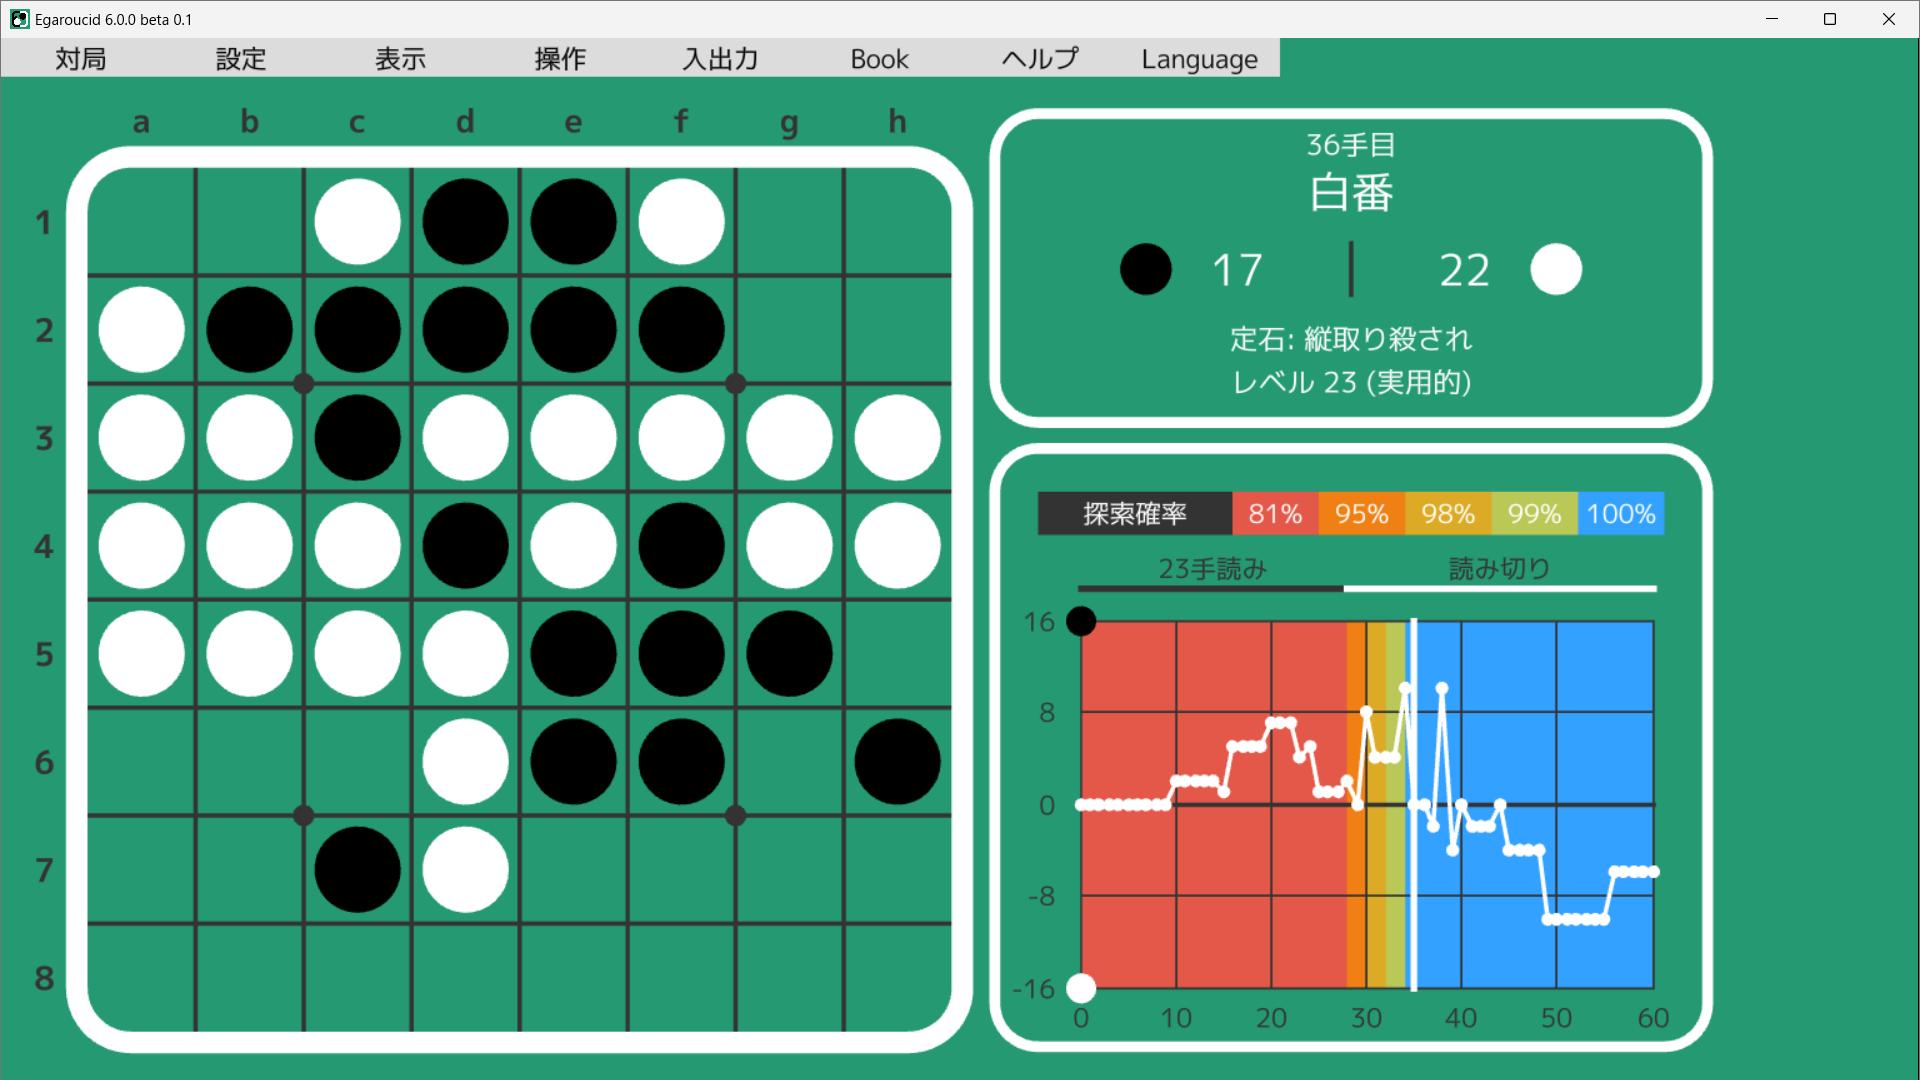 Egaroucid 6.0.0 beta 0.1
対局 設定 表示 操作 入出力 Book ヘルプ Language
a b c d e f g h
1
2
3
4
5
6
7
8
36手目
白番
17 22
定石: 縦取り殺され
レベル 23 (実用的)
探索確率 81% 95% 98% 99% 100%
23手読み 読み切り
16
8
0
-8
-16
0 10 20 30 40 50 60